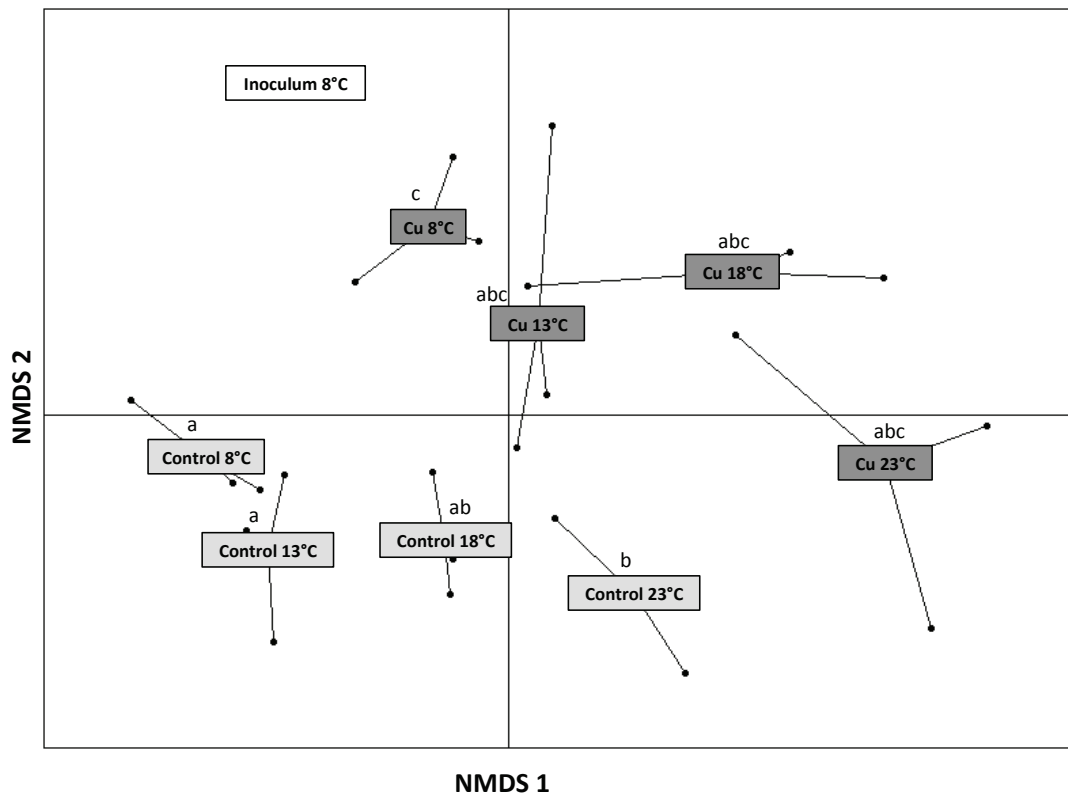 Inoculum 8°C
c
Cu 8°C
abc
Cu 18°C
abc
Cu 13°C
NMDS 2
a
Control 8°C
abc
Cu 23°C
a
Control 13°C
ab
Control 18°C
b
Control 23°C
NMDS 1